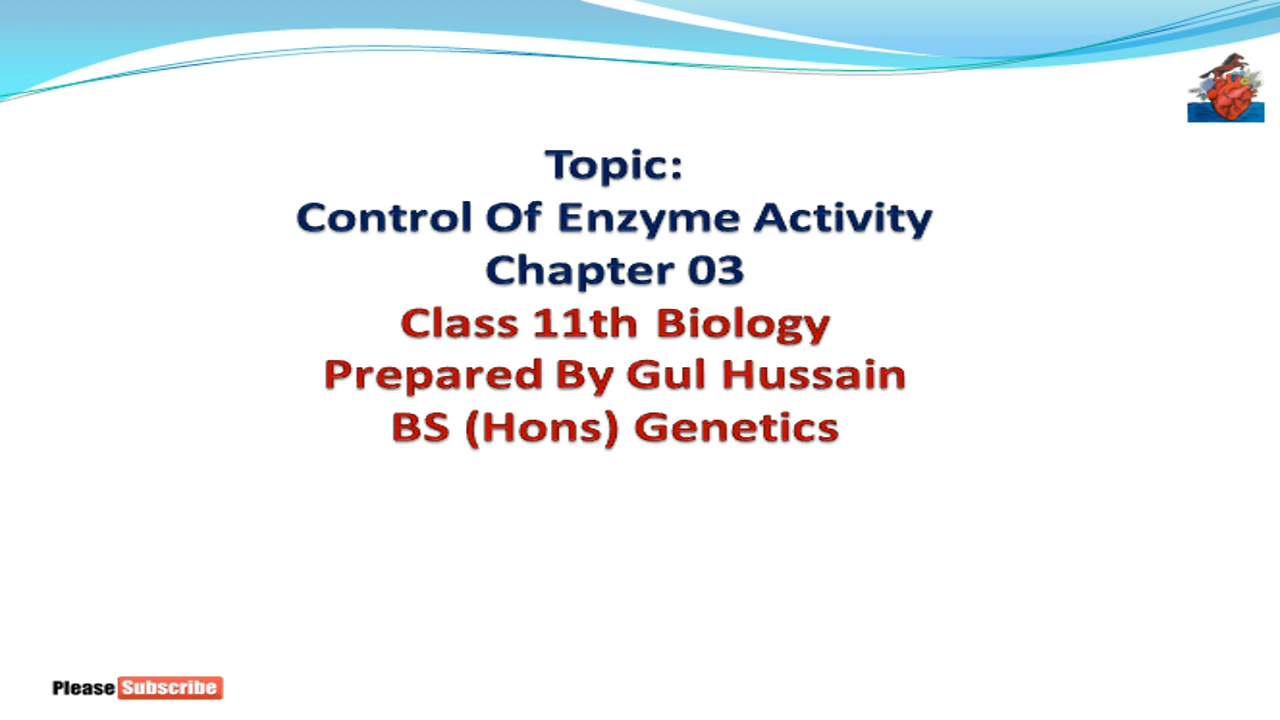 Topic:
Control Of Enzyme Activity
Chapter 03
Class 11th Biology
Prepared By Gul Hussain
BS (Hons) Genetics
Please Subscribe